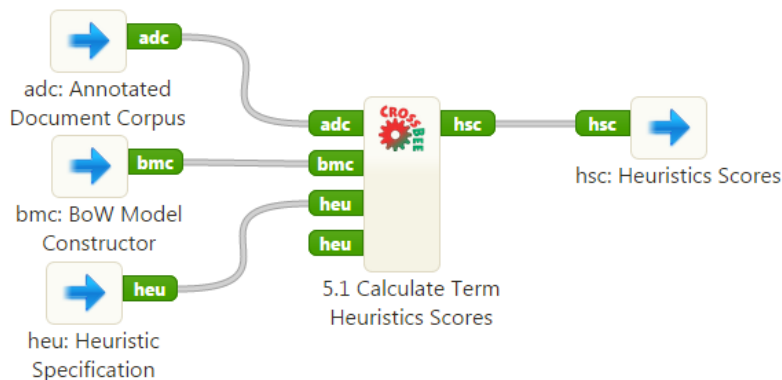 adc
adc: Annotated
Document Corpus
bmc
bmc: BoW Model
Constructor
heu
heu: Heuristic
Specification
adc
bmc
heu
heu
CROSS
BEE
hsc
5.1 Calculate Term
Heuristics Scores
hsc
hsc: Heuristics Scores